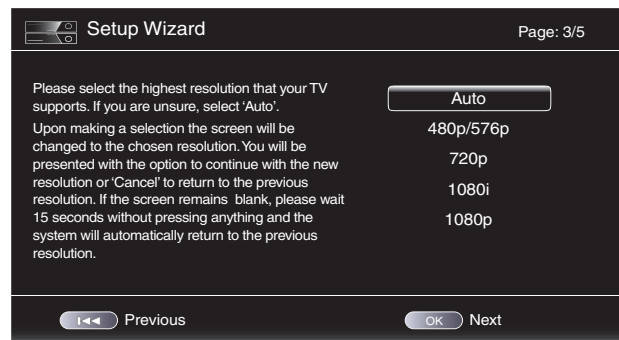 Setup Wizard
Page: 3/5
Please select the highest resolution that your TV
supports. If you are unsure, select ‘Auto’.
Upon making a selection the screen will be
changed to the chosen resolution. You will be
presented with the option to continue with the new
resolution or ‘Cancel’ to return to the previous
resolution. If the screen remains blank, please wait
15 seconds without pressing anything and the
system will automatically return to the previous
resolution.
Auto
480p/576p
720p
1080i
1080p
Previous
OK Next